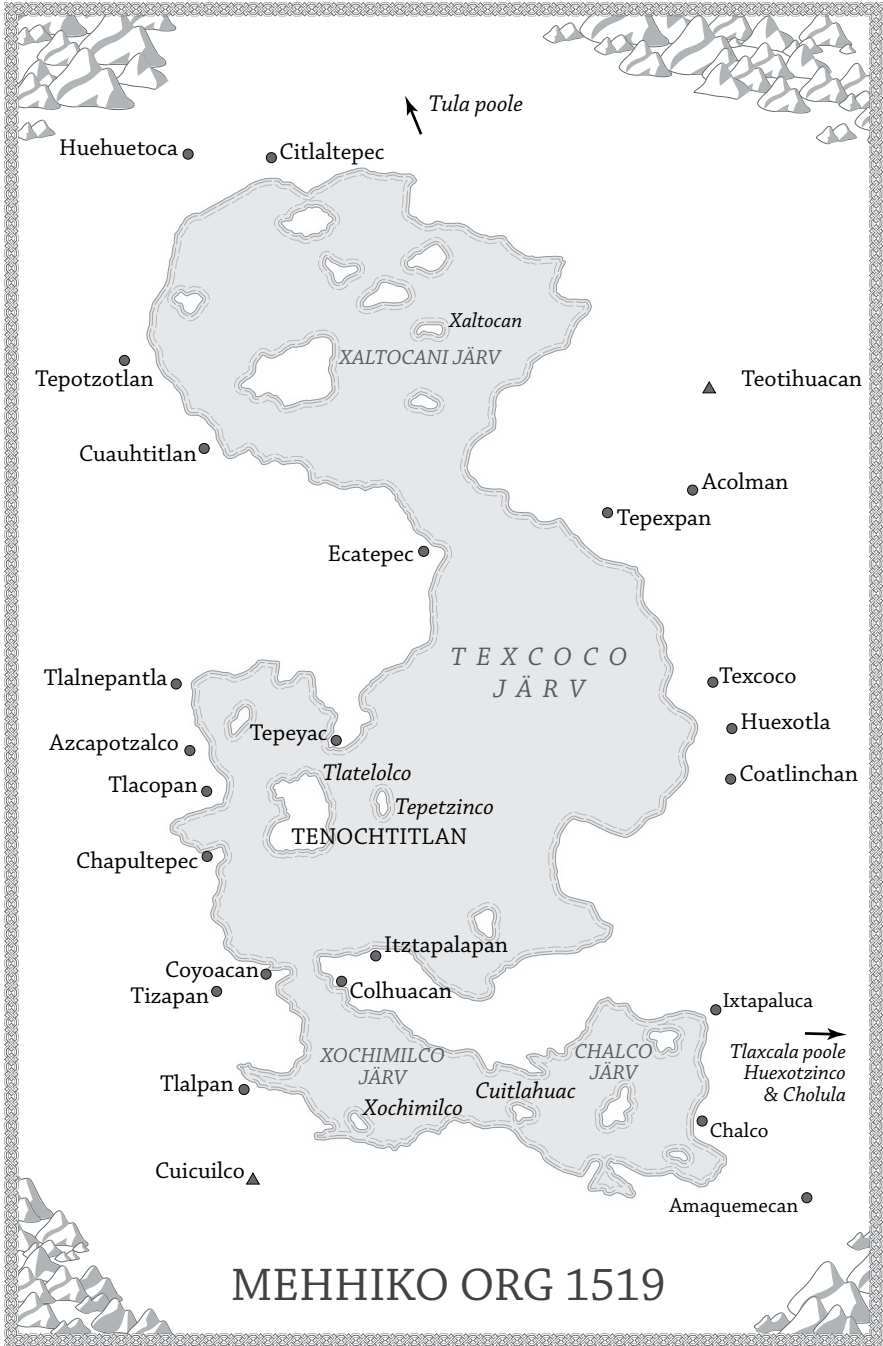 Tula poole
Huehuetoca
Citlaltepec
Xaltocan
XALTOCANI JÄRV
Tepotzotlan
Teotihuacan
Cuauhtitlan
Acolman
Tepexpan
Ecatepec
TEXCOCO
JÄRV
Tlalnepantla
Texcoco
Huexotla
Tepeyac
Azcapotzalco
Tlatelolco
Coatlinchan
Tlacopan
Tepetzinco
TENOCHTITLAN
Chapultepec
Itztapalapan
Coyoacan
Tizapan
Colhuacan
Ixtapaluca
XOCHIMILCO
JÄRV
CHALCO
JÄRV
Tlaxcala poole
Huexotzinco
& Cholula
Tlalpan
Cuitlahuac
Xochimilco
Chalco
Cuicuilco
Amaquemecan
MEHHIKO ORG 1519